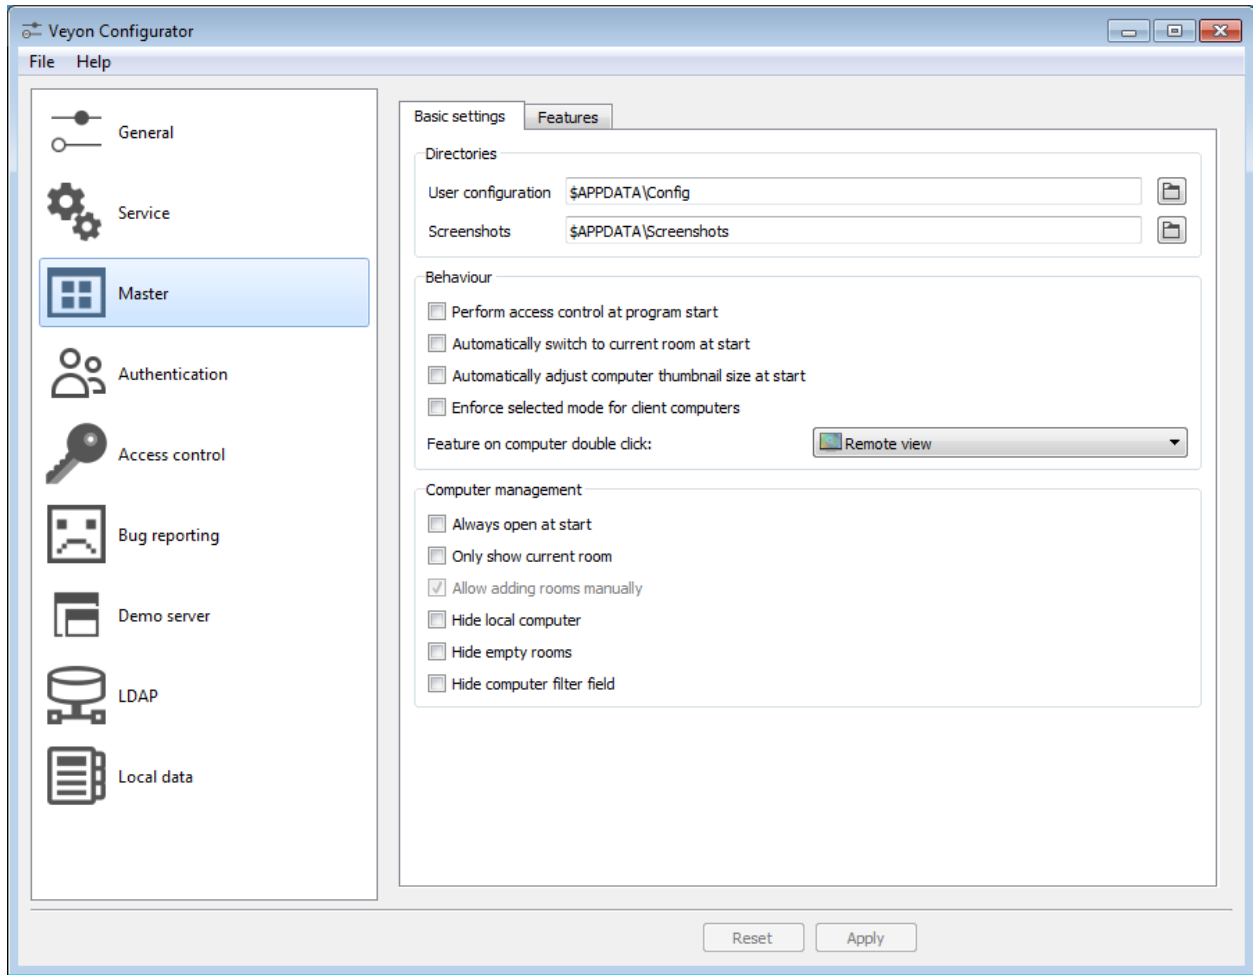 Veyon Configurator
File Help
General
Service
Master
Authentication
Access control
Bug reporting
Demo server
LDAP
Local data
Basic settings Features
Directories
User configuration $APPDATA\Config
Screenshots $APPDATA\Screenshots
Behaviour
Perform access control at program start
Automatically switch to current room at start
Automatically adjust computer thumbnail size at start
Enforce selected mode for client computers
Feature on computer double click: Remote view
Computer management
Always open at start
Only show current room
Allow adding rooms manually
Hide local computer
Hide empty rooms
Hide computer filter field
Reset Apply